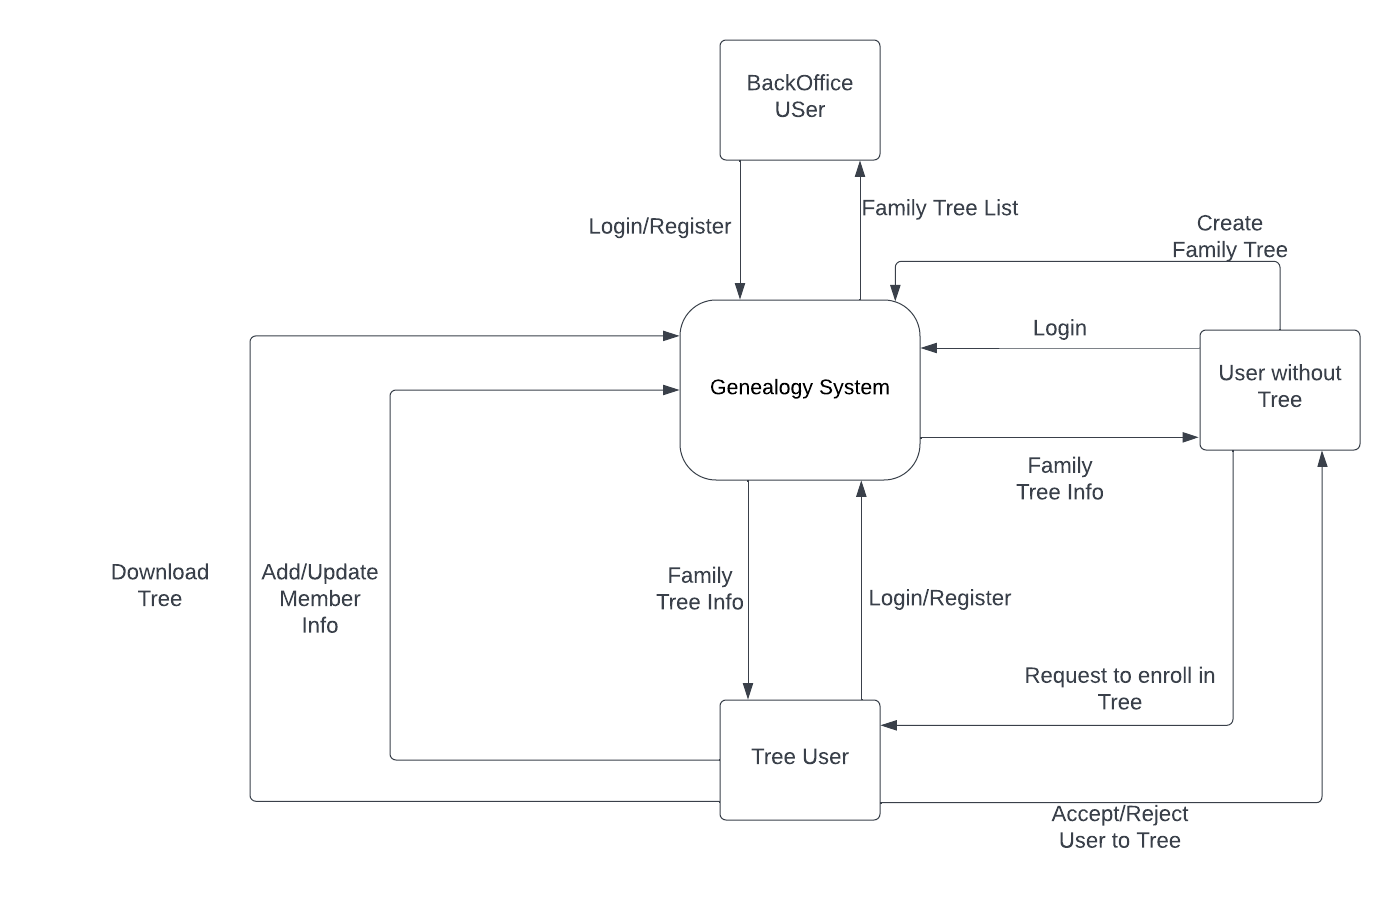 BackOffice
USer
Family Tree List
Login/Register
Create
Family Tree
Login
Genealogy System
User without
Tree
Family
Tree Info
Download
Tree
Add/Update
Member
Info
Family
Tree Info
Login/Register
Request to enroll in
Tree
Tree User
Accept/Reject
User to Tree